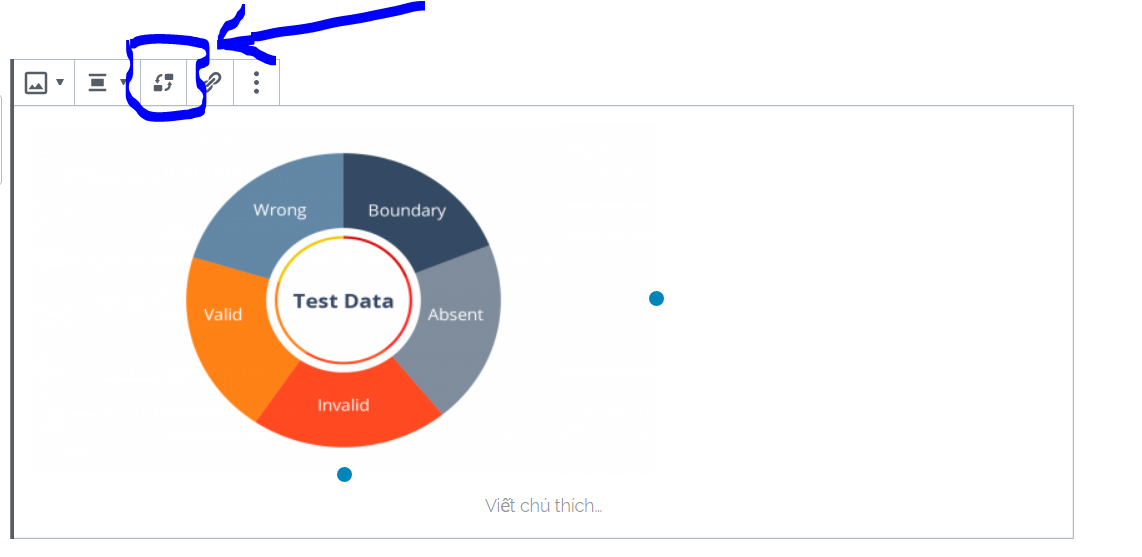 Wrong
Boundary
Valid
Test Data
Absent
Invalid
Viết chú thích...